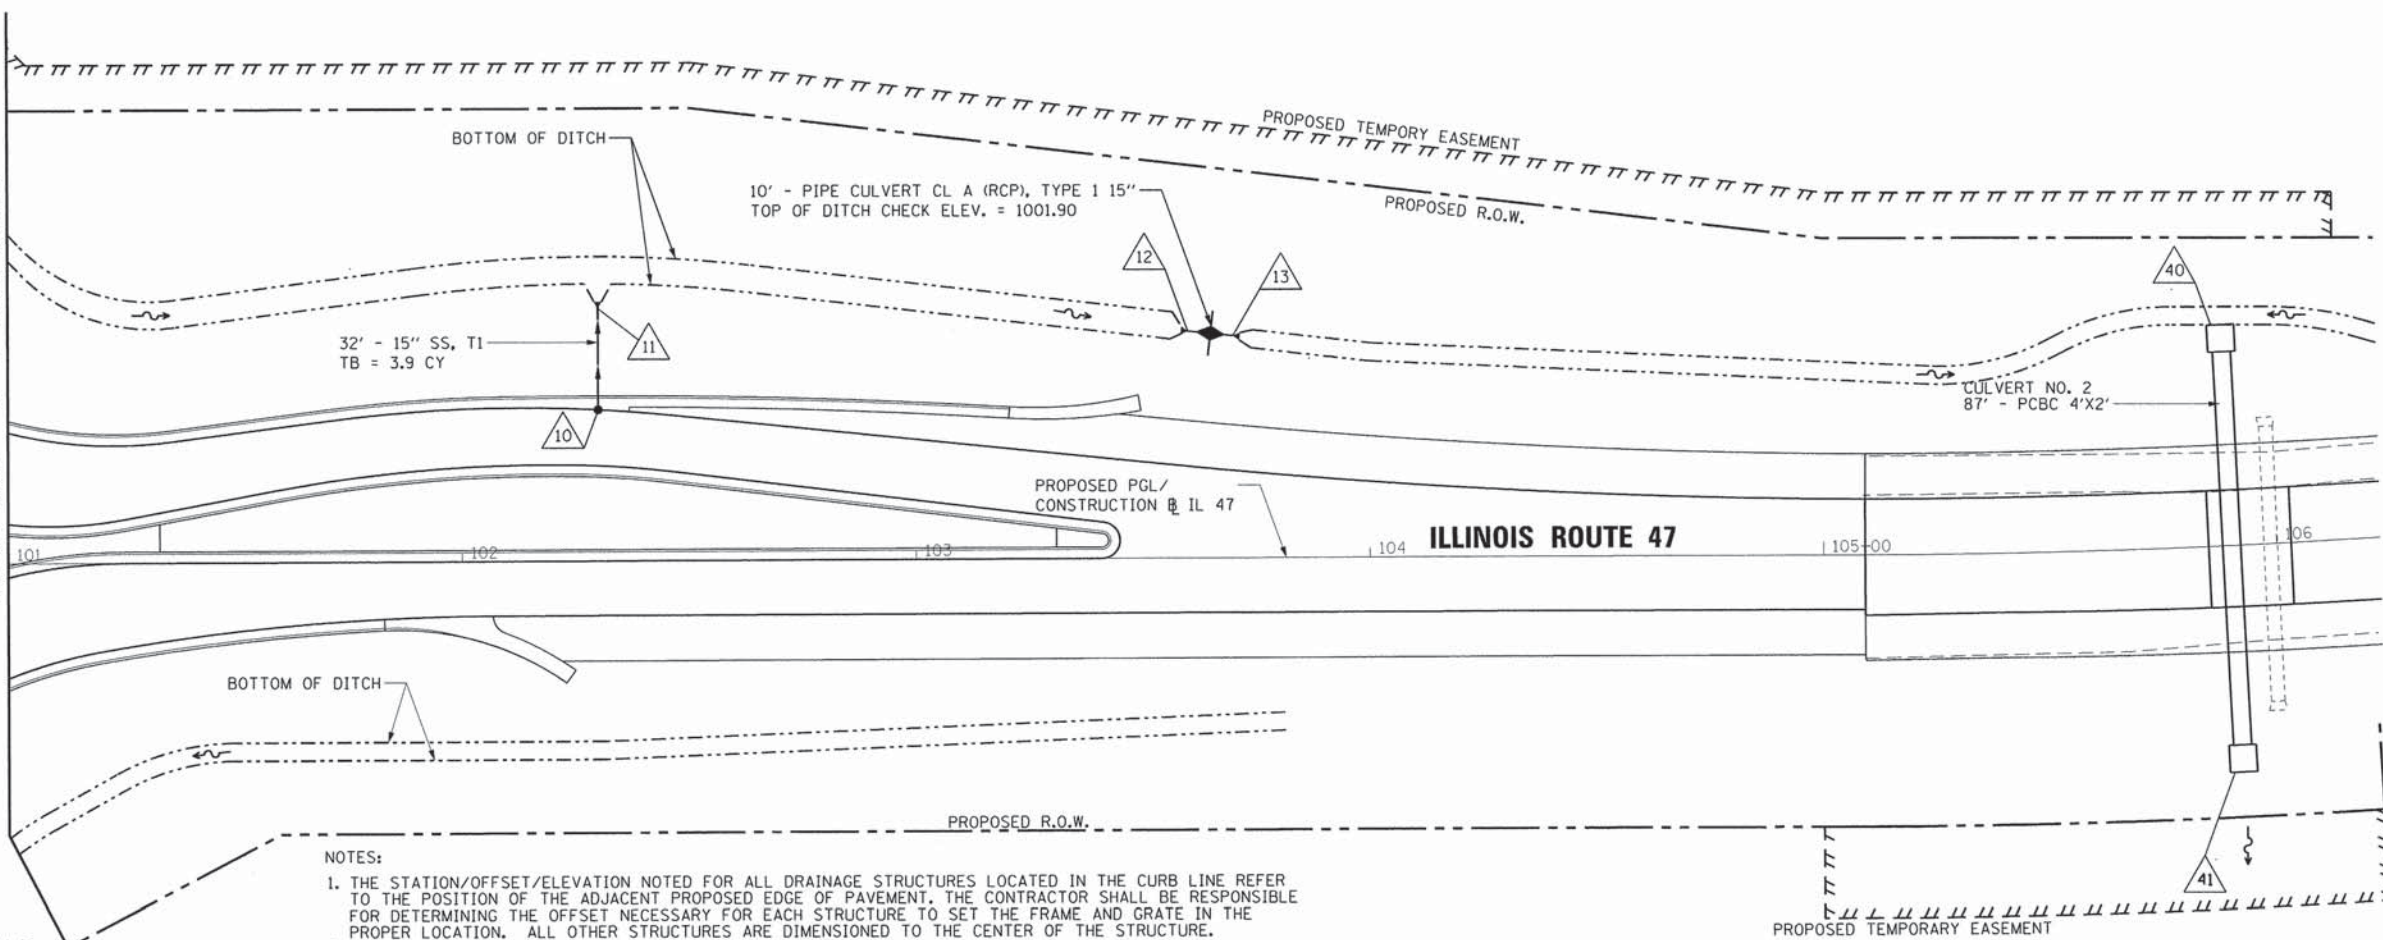 PROPOSED TEMPORY EASEMENT
BOTTOM OF DITCH
10' - PIPE CULVERT CL A (RCP), TYPE 1 15"
TOP OF DITCH CHECK ELEV. = 1001.90
PROPOSED R.O.W.
12
13
40
32' - 15" SS, T1
TB = 3.9 CY
11
CULVERT NO. 2
87' - PCBC 4'X2'
10
PROPOSED PGL/
CONSTRUCTION ℄ IL 47
ILLINOIS ROUTE 47
101
102
103
104
105+00
106
BOTTOM OF DITCH
PROPOSED R.O.W.
NOTES:
1. THE STATION/OFFSET/ELEVATION NOTED FOR ALL DRAINAGE STRUCTURES LOCATED IN THE CURB LINE REFER
TO THE POSITION OF THE ADJACENT PROPOSED EDGE OF PAVEMENT. THE CONTRACTOR SHALL BE RESPONSIBLE
FOR DETERMINING THE OFFSET NECESSARY FOR EACH STRUCTURE TO SET THE FRAME AND GRATE IN THE
PROPER LOCATION. ALL OTHER STRUCTURES ARE DIMENSIONED TO THE CENTER OF THE STRUCTURE.
41
PROPOSED TEMPORARY EASEMENT